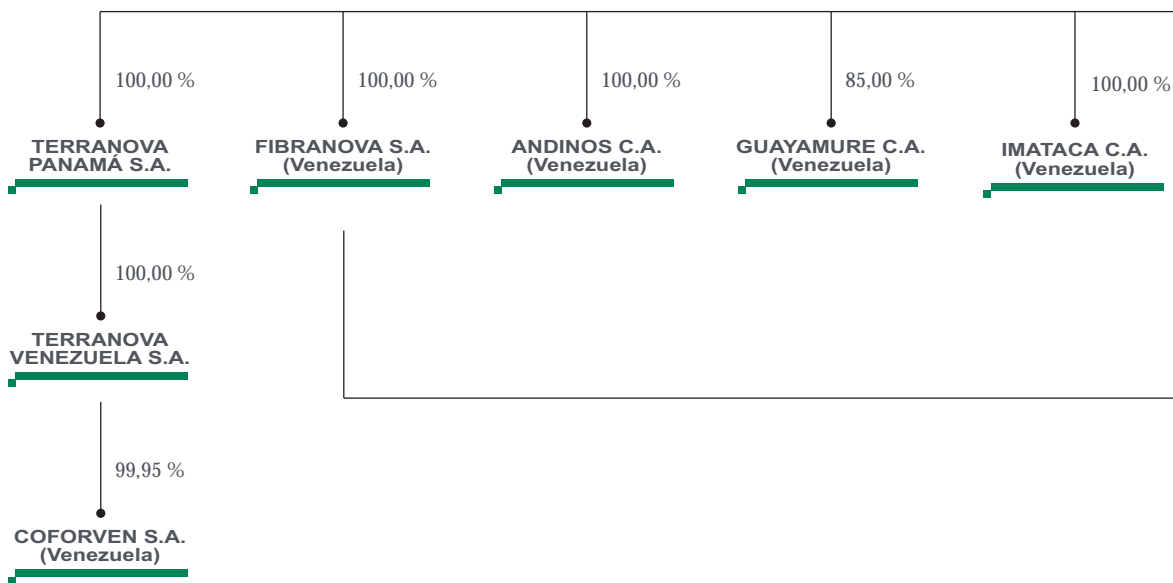 100,00 %
100,00 %
100,00 %
85,00 %
100,00 %
TERRANOVA
PANAMÁ S.A.
FIBRANOVA S.A.
(Venezuela)
ANDINOS C.A.
(Venezuela)
GUAYAMURE C.A.
(Venezuela)
IMATACA C.A.
(Venezuela)
100,00 %
TERRANOVA
VENEZUELA S.A.
99,95 %
COFORVEN S.A.
(Venezuela)